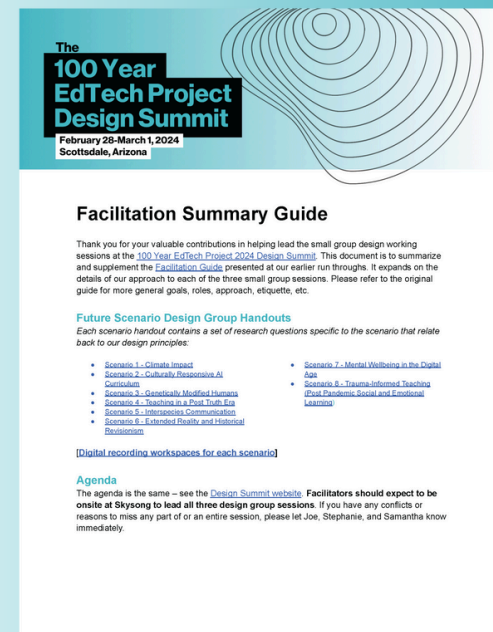 The
100 Year
EdTech Project
Design Summit
February 28-March 1, 2024
Scottsdale, Arizona
Facilitation Summary Guide
Thank you for your valuable contributions in helping lead the small group design working
sessions at the 100 Year EdTech Project 2024 Design Summit. This document is to summarize
and supplement the Facilitation Guide presented at our earlier run throughs. It expands on the
details of our approach to each of the three small group sessions. Please refer to the original
guide for more general goals, roles, approach, etiquette, etc.
Future Scenario Design Group Handouts
Each scenario handout contains a set of research questions specific to the scenario that relate
back to our design principles:
● Scenario 1 - Climate Impact
● Scenario 2 - Culturally Responsive AI
Curriculum
● Scenario 3 - Genetically Modified Humans
● Scenario 4 - Teaching in a Post Truth Era
● Scenario 5 - Interspecies Communication
● Scenario 6 - Extended Reality and Historical
Revisionism
● Scenario 7 - Mental Wellbeing in the Digital
Age
● Scenario 8 - Trauma-Informed Teaching
(Post Pandemic Social and Emotional
Learning)
[Digital recording workspaces for each scenario]
Agenda
The agenda is the same – see the Design Summit website. Facilitators should expect to be
onsite at Skysong to lead all three design group sessions. If you have any conflicts or
reasons to miss any part of or an entire session, please let Joe, Stephanie, and Samantha know
immediately.